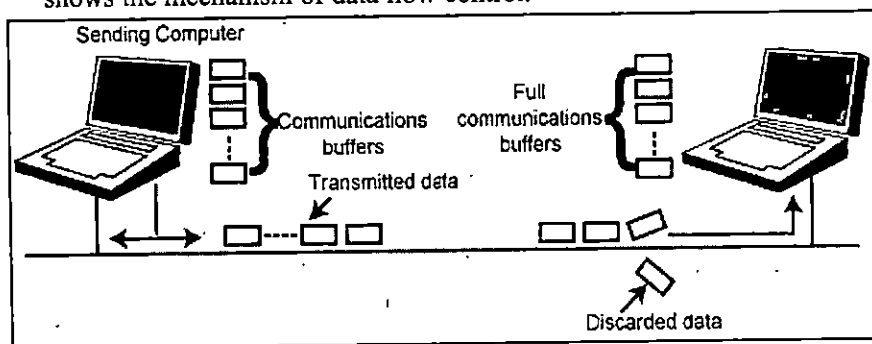 shows the mechanism of data flow control.
Sending Computer
Communications
buffers
Full
communications
buffers
Transmitted data
Discarded data